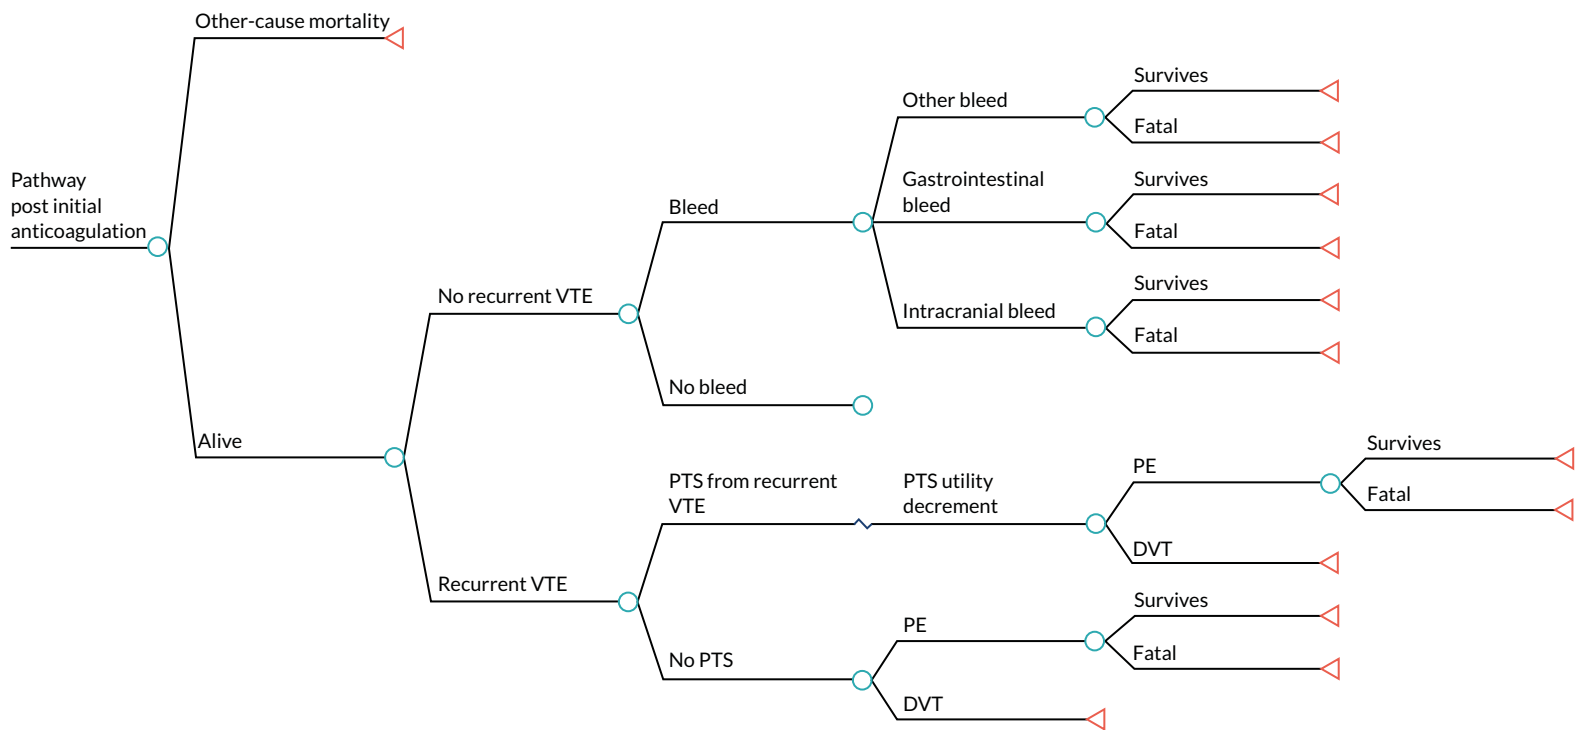 Other-cause mortality
Survives
Other bleed
Fatal
Pathway
post initial
anticoagulation
Gastrointestinal
bleed
Survives
Bleed
Fatal
Survives
No recurrent VTE
Intracranial bleed
Fatal
No bleed
Alive
Survives
PTS from recurrent
VTE
PTS utility
decrement
PE
Fatal
DVT
Recurrent VTE
Survives
PE
No PTS
Fatal
DVT